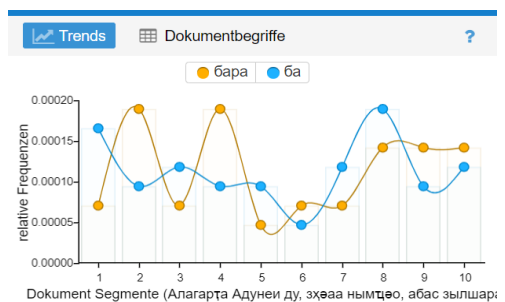 Trends Dokumentbegriffe ?
бара ба
0.00020
0.00015
0.00010
0.00005
0.00000
relative Frequenzen
1 2 3 4 5 6 7 8 9 10
Dokument Segmente (Алагарҭа Адунеи ду, зҳәаа нымҵәо, абас зылшара